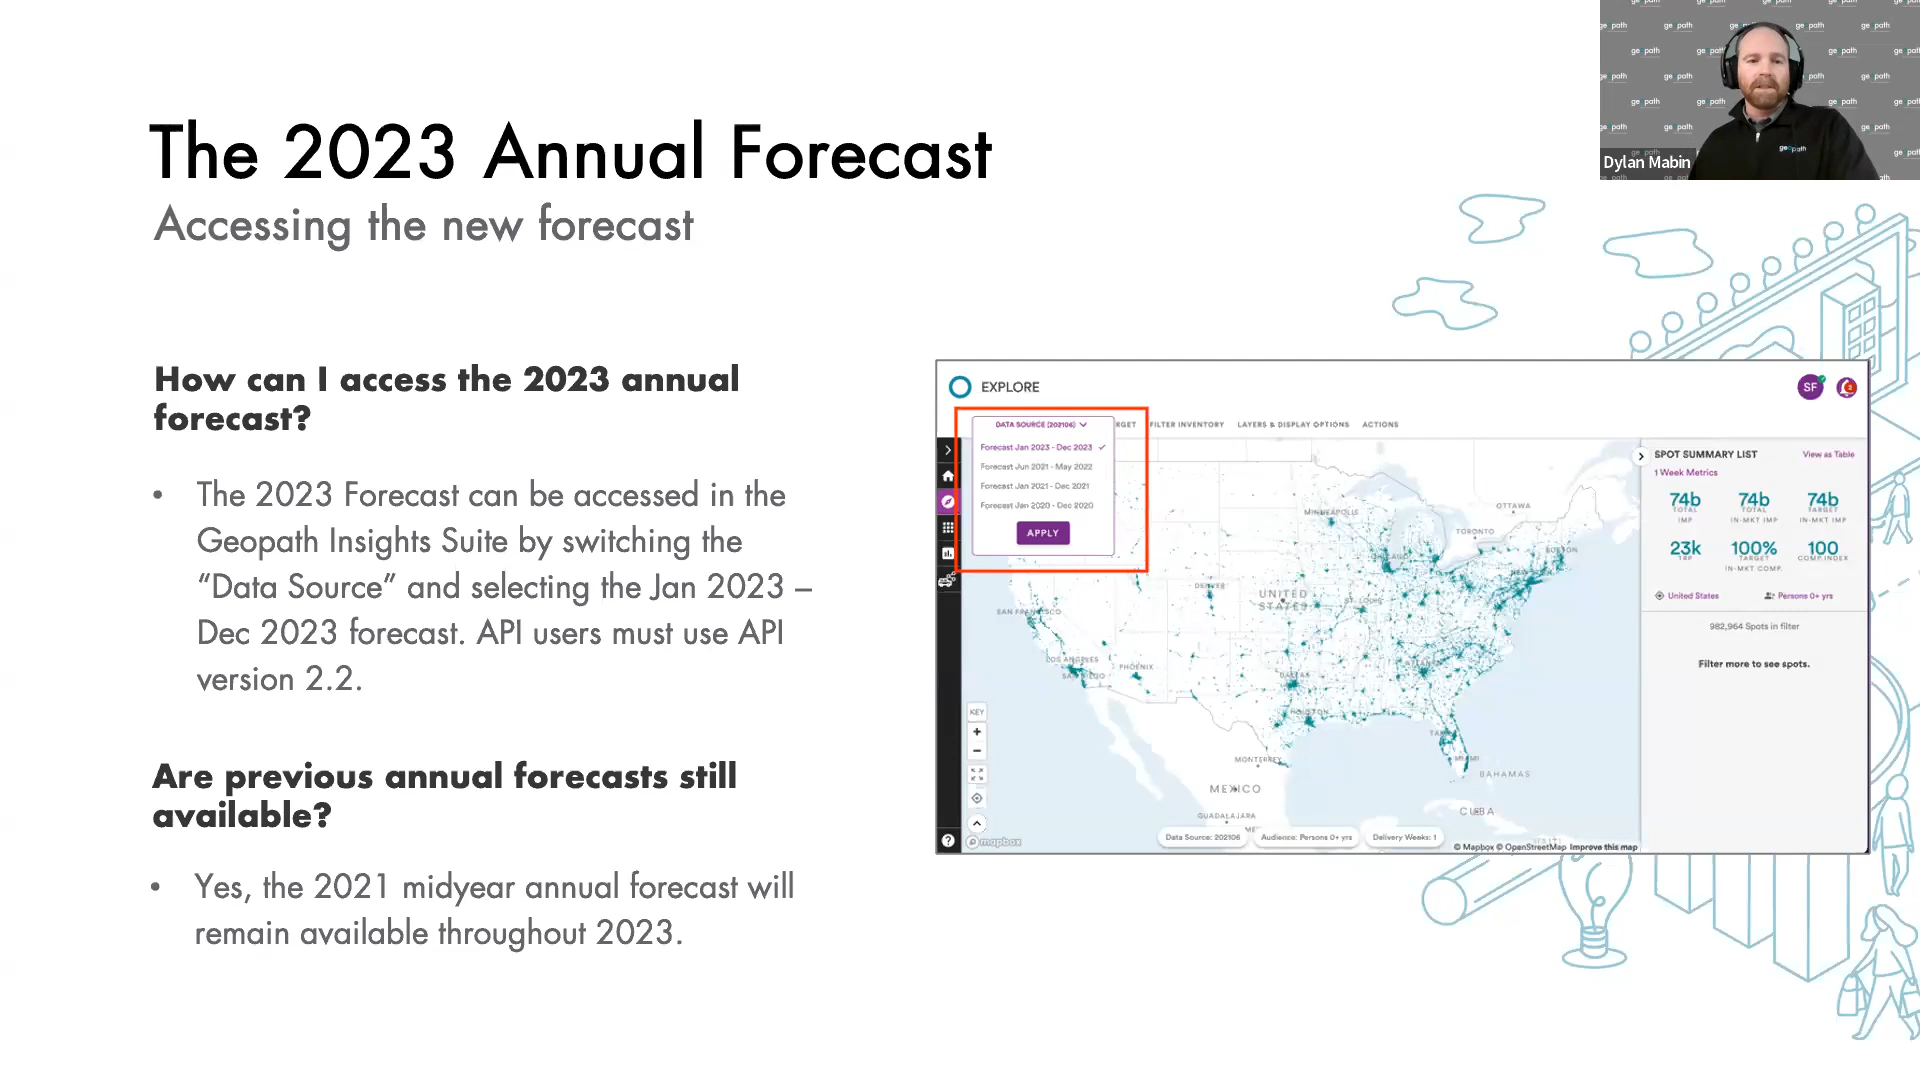 The 2023 Annual Forecast
Accessing the new forecast
How can I access the 2023 annual
forecast?
• The 2023 Forecast can be accessed in the
Geopath Insights Suite by switching the
“Data Source” and selecting the Jan 2023 –
Dec 2023 forecast. API users must use API
version 2.2.
Are previous annual forecasts still
available?
• Yes, the 2021 midyear annual forecast will
remain available throughout 2023.
Dylan Mabin
geopath
EXPLORE
SF
DATA SOURCE (202106)
RGET
FILTER INVENTORY
LAYERS & DISPLAY OPTIONS
ACTIONS
Forecast Jan 2023 - Dec 2023
Forecast Jun 2021 - May 2022
Forecast Jan 2021 - Dec 2021
Forecast Jan 2020 - Dec 2020
APPLY
SPOT SUMMARY LIST
View as Table
1 Week Metrics
74b
TOTAL
IMP
74b
TOTAL
IN-MKT IMP
74b
TARGET
IN-MKT IMP
23k
TRP
100%
TARGET
IN-MKT COMP.
100
COMP. INDEX
United States
Persons 0+ yrs
982,964 Spots in filter
Filter more to see spots.
OTTAWA
MINNEAPOLIS
TORONTO
BOSTON
DENVER
UNITED
STATES
ST. LOUIS
SAN FRANCISCO
LOS ANGELES
SAN DIEGO
PHOENIX
DALLAS
HOUSTON
MIAMI
MONTERREY
BAHAMAS
MEXICO
CUBA
GUADALAJARA
KEY
mapbox
Data Source: 202106
Audience: Persons 0+ yrs
Delivery Weeks: 1
© Mapbox © OpenStreetMap Improve this map